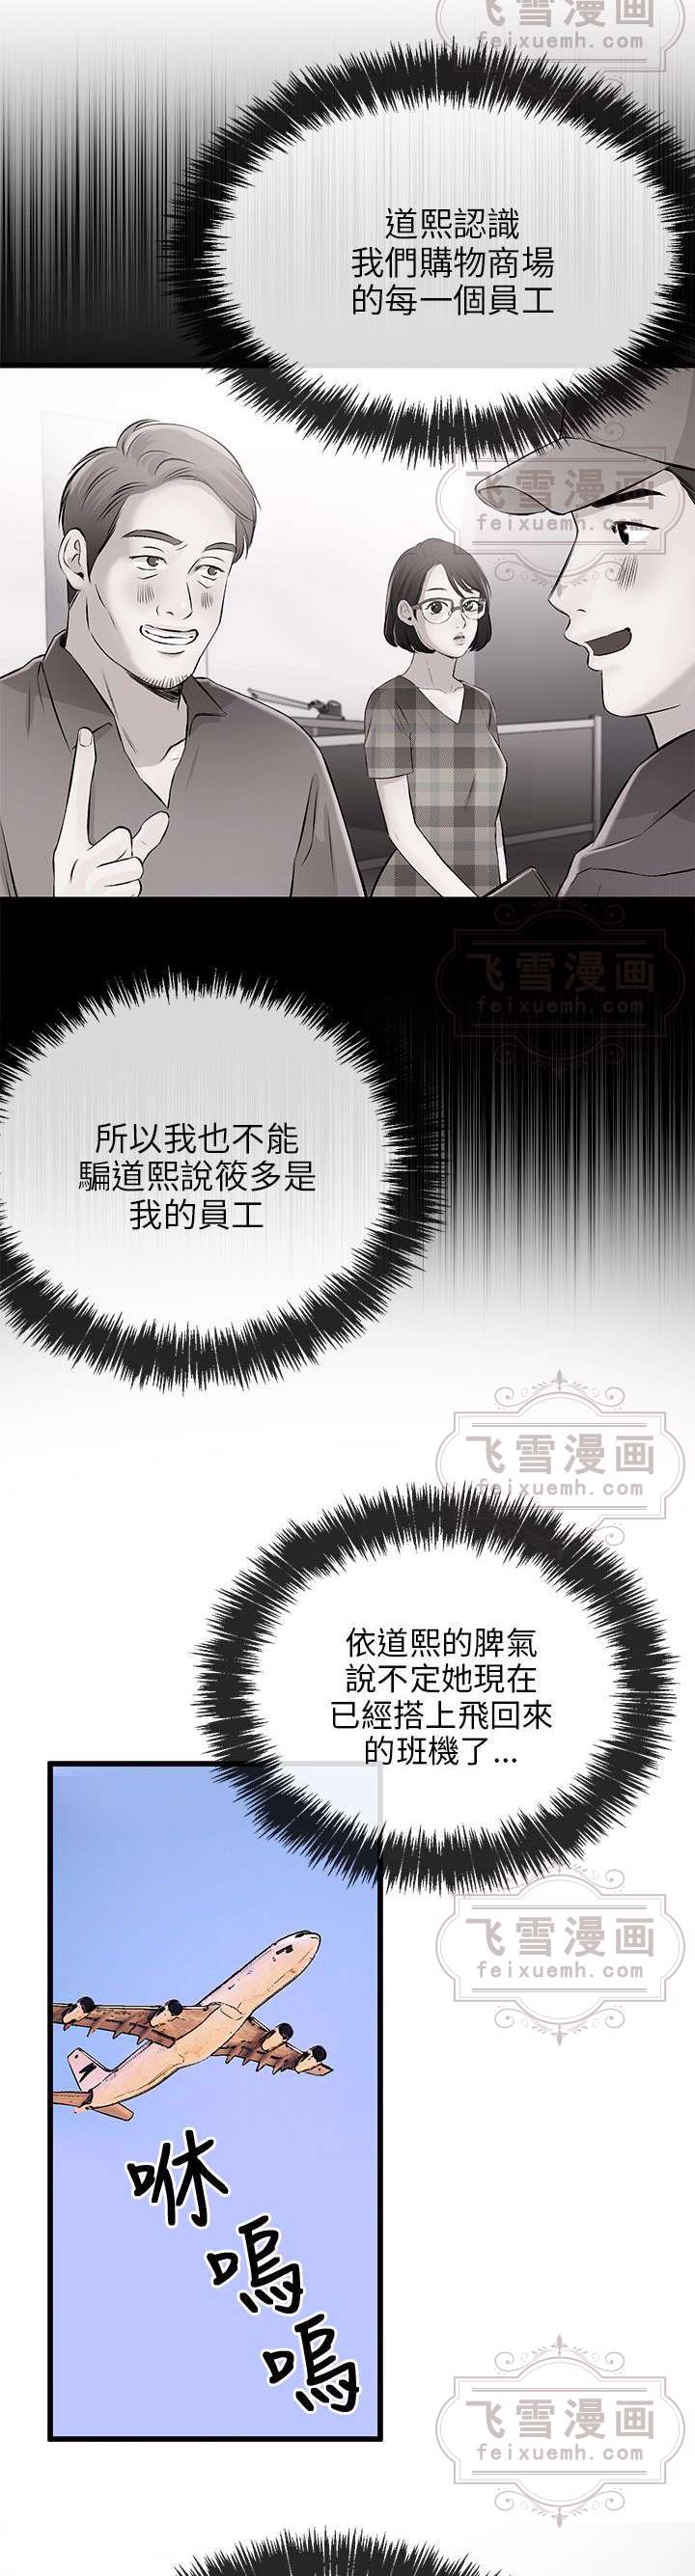 飞雪漫画
feixuemh.com
道熙認識
我們購物商場
的每一個員工
飞雪漫画
feixuemh.com
飞雪漫画
feixuemh.com
所以我也不能
騙道熙說筱多是
我的員工
飞雪漫画
feixuemh.com
依道熙的脾氣
說不定她現在
已經搭上飛回來
的班機了…
飞雪漫画
feixuemh.com
咻
嗚
嗚
飞雪漫画
feixuemh.com